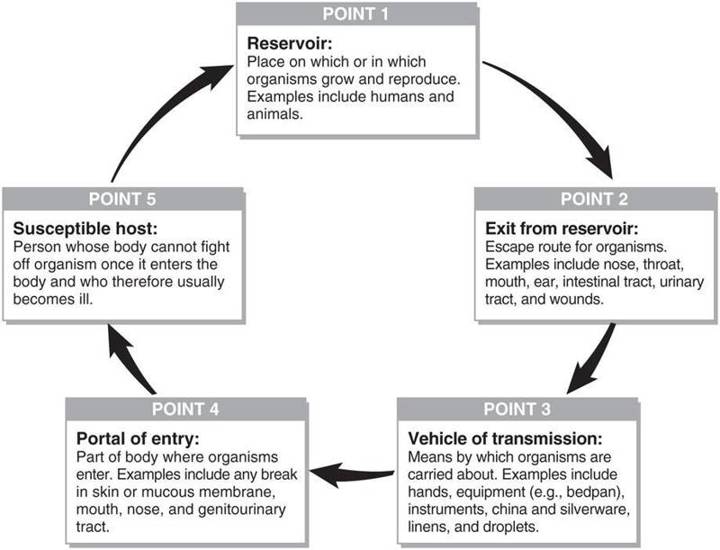 POINT 1
Reservoir:
Place on which or in which
organisms grow and reproduce.
Examples include humans and
animals.
POINT 2
Exit from reservoir:
Escape route for organisms.
Examples include nose, throat,
mouth, ear, intestinal tract, urinary
tract, and wounds.
POINT 3
Vehicle of transmission:
Means by which organisms are
carried about. Examples include
hands, equipment (e.g., bedpan),
instruments, china and silverware,
linens, and droplets.
POINT 4
Portal of entry:
Part of body where organisms
enter. Examples include any break
in skin or mucous membrane,
mouth, nose, and genitourinary
tract.
POINT 5
Susceptible host:
Person whose body cannot fight
off organism once it enters the
body and who therefore usually
becomes ill.